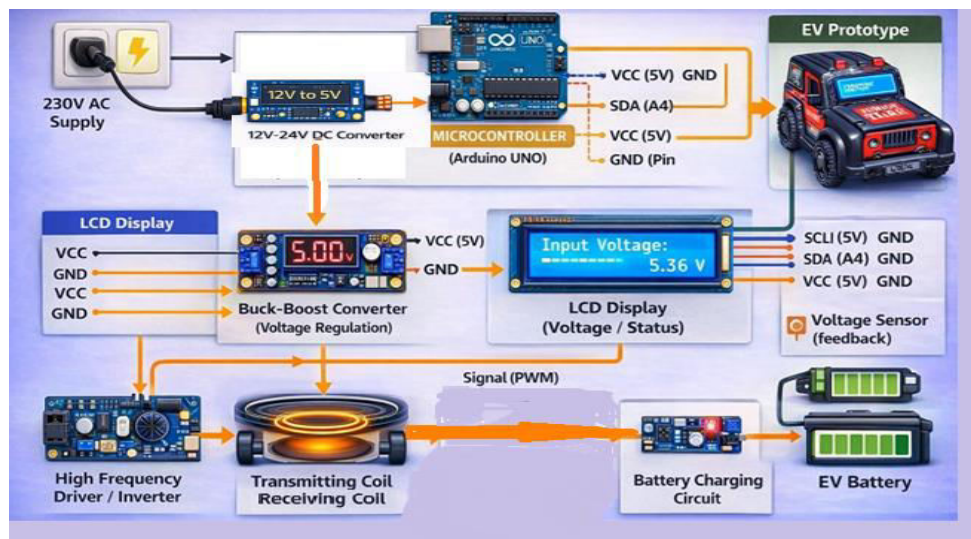 EV Prototype
UNO
230V AC
Supply
12V to 5V
12V-24V DC Converter
MICROCONTROLLER
(Arduino UNO)
VCC (5V) GND
SDA (A4)
VCC (5V)
GND (Pin
LCD Display
VCC
GND
VCC
GND
5.00v
Buck-Boost Converter
(Voltage Regulation)
VCC (5V)
GND
Input Voltage:
5.36 V
LCD Display
(Voltage / Status)
SCLI (5V) GND
SDA (A4) GND
VCC (5V) GND
Voltage Sensor
(feedback)
Signal (PWM)
High Frequency
Driver / Inverter
Transmitting Coil
Receiving Coil
Battery Charging
Circuit
EV Battery